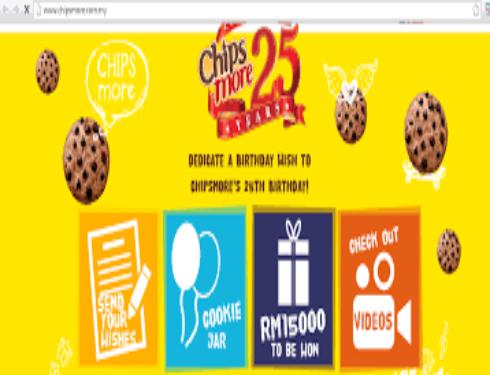 www.chipsmore.com.my
CHIPS
more
Chips
more
25
YEARS
DEDICATE A BIRTHDAY WISH TO
CHIPSMORE'S 25TH BIRTHDAY!
SEND
YOUR
WISHES
COOKIE
JAR
RM15000
TO BE WON
CHECK OUT
VIDEOS